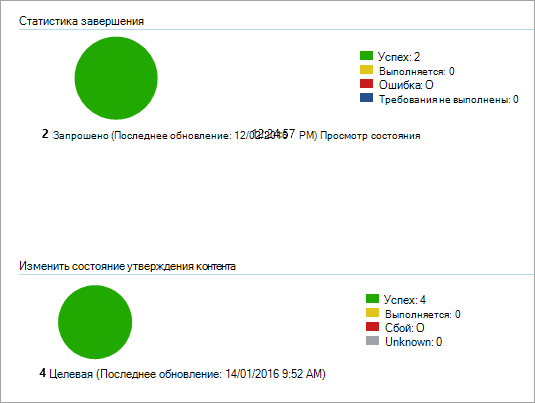 Статистика завершения
Успех: 2
Выполняется: 0
Ошибка: О
Требования не выполнены: 0
2 Запрошено (Последнее обновление: 12/02/2016 12:24:57 PM) Просмотр состояния
Изменить состояние утверждения контента
Успех: 4
Выполняется: 0
Сбой: О
Unknown: 0
4 Целевая (Последнее обновление: 14/01/2016 9:52 AM)